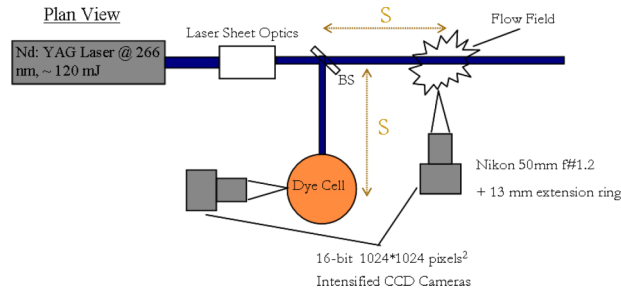 Plan View
Laser Sheet Optics
S
Flow Field
Nd: YAG Laser @ 266
nm, ~ 120 mJ
BS
S
Dye Cell
Nikon 50mm f#1.2
+ 13 mm extension ring
16-bit 1024*1024 pixels²
Intensified CCD Cameras